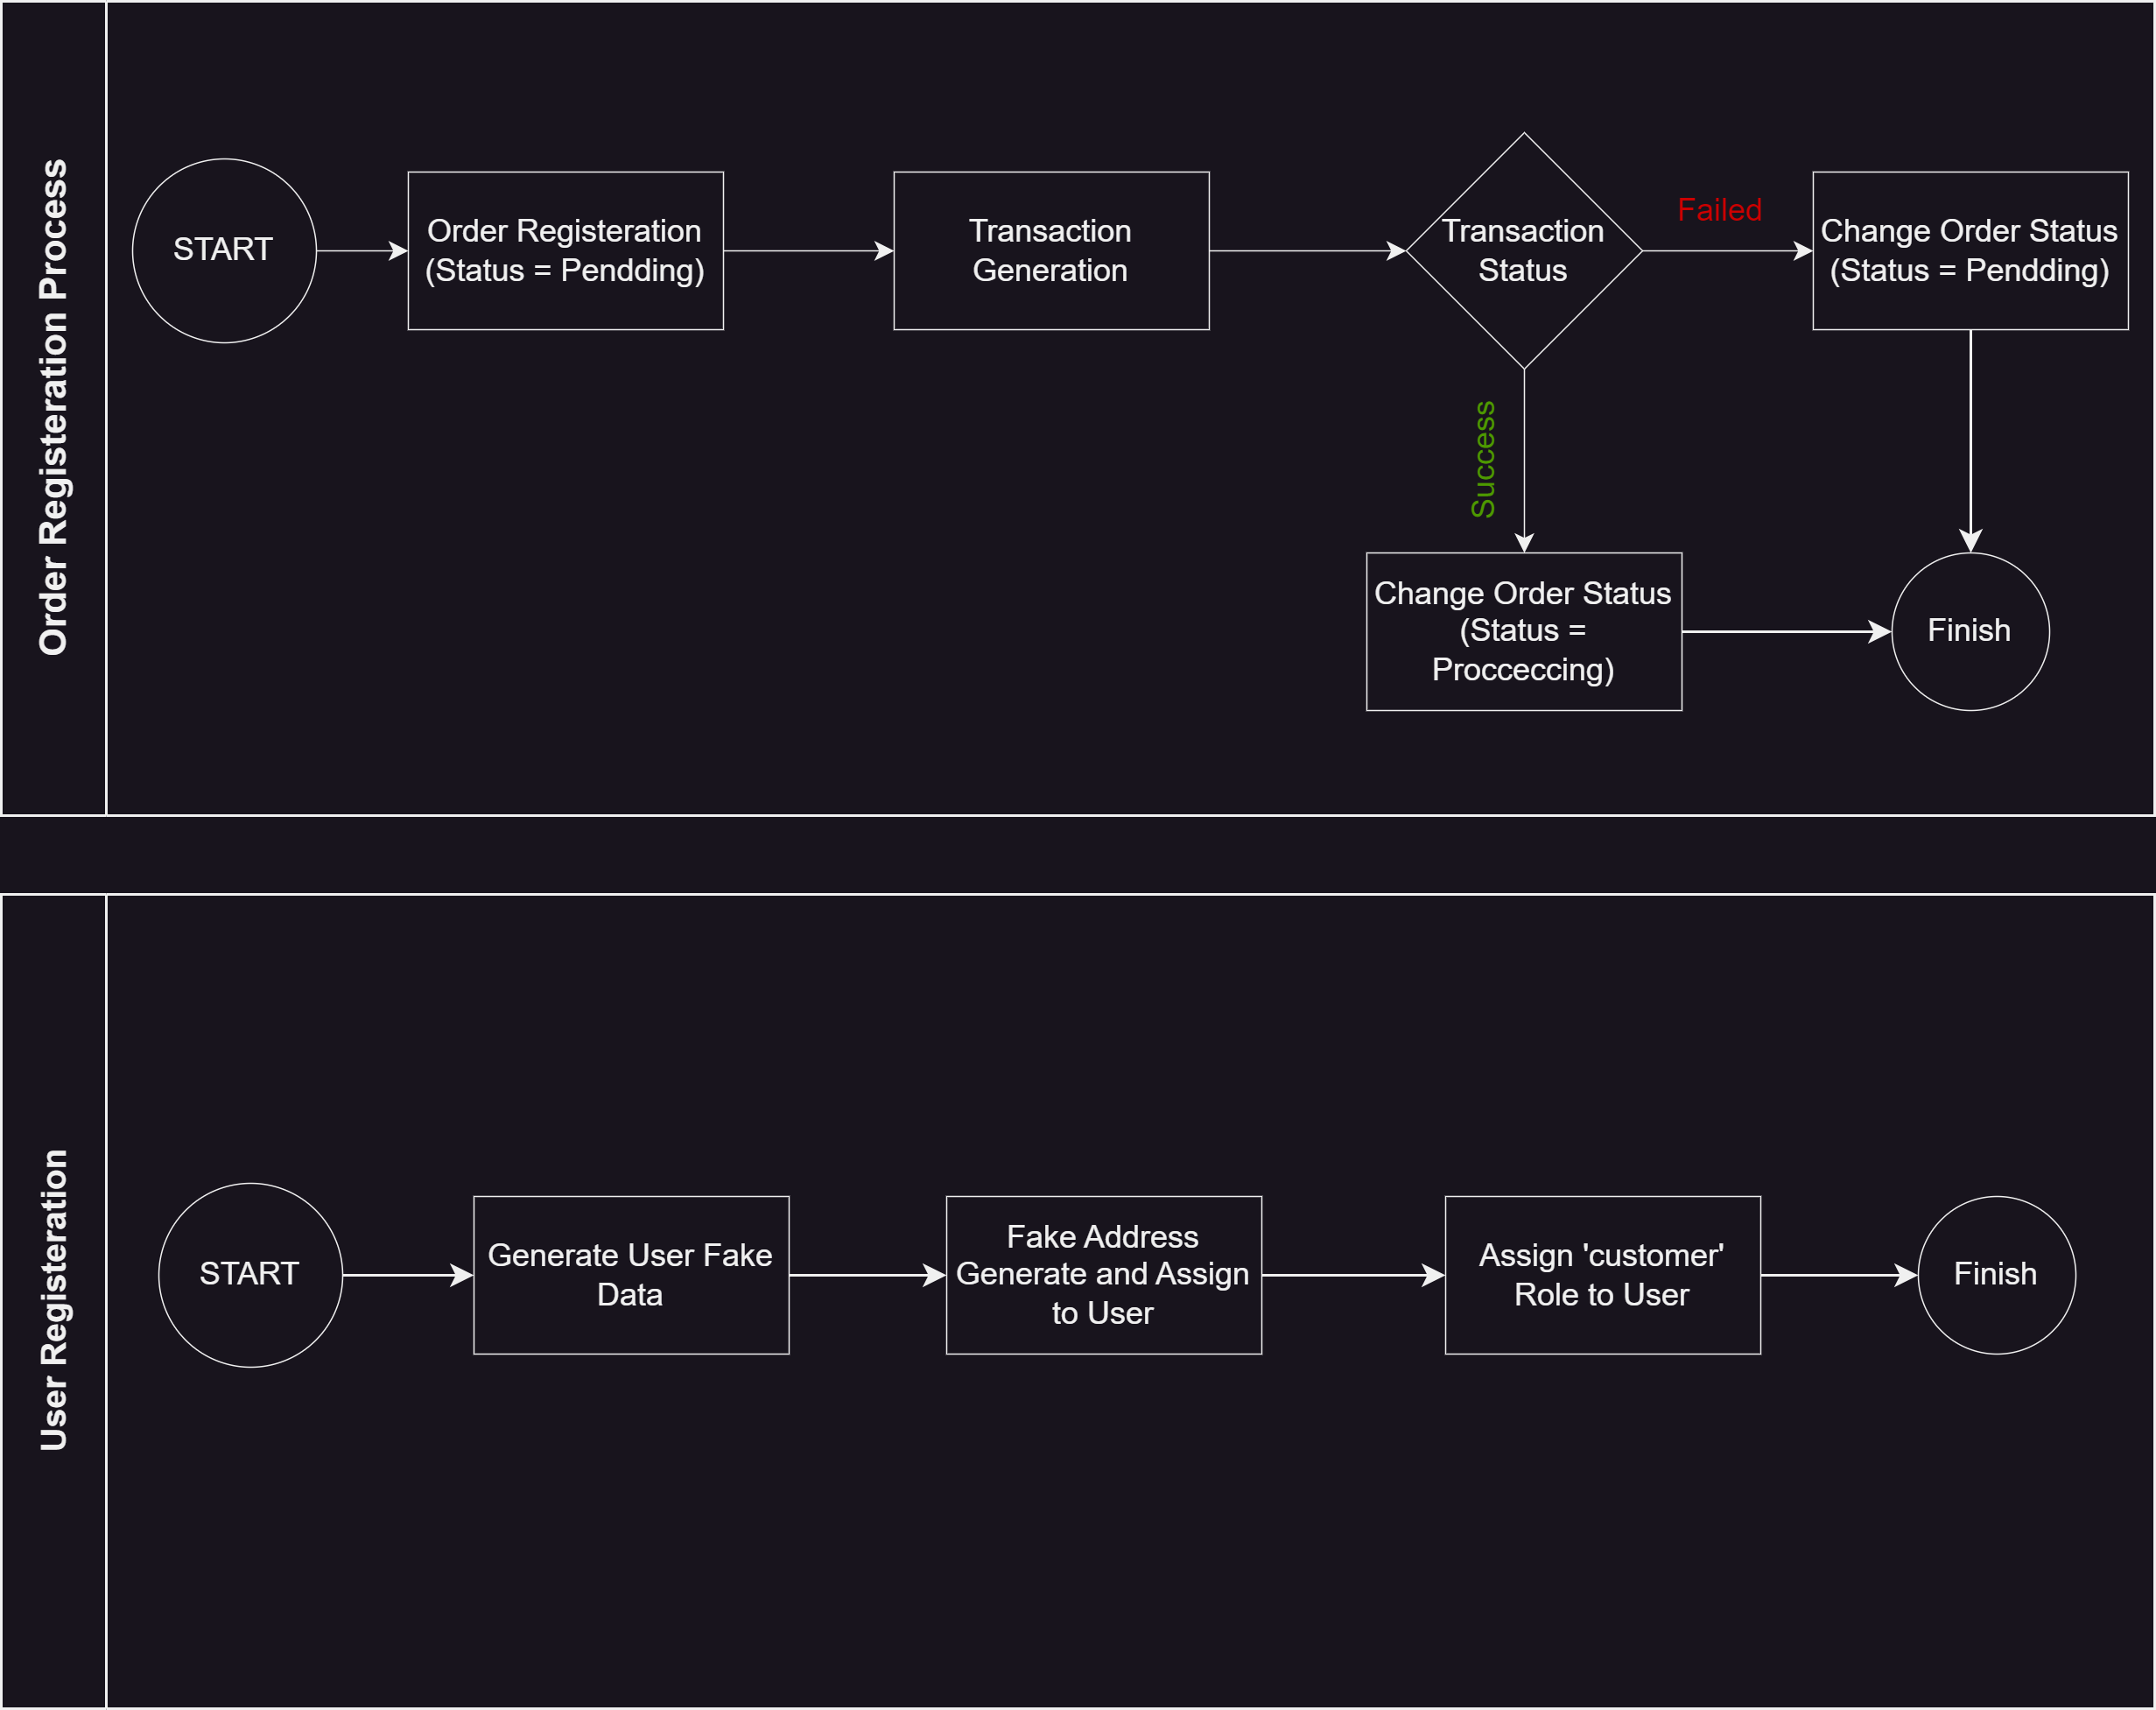 Order Registeration Process
START
Order Registeration
(Status = Pendding)
Transaction
Generation
Transaction
Status
Failed
Change Order Status
(Status = Pendding)
Success
Change Order Status
(Status =
Procceccing)
Finish
User Registeration
START
Generate User Fake
Data
Fake Address
Generate and Assign
to User
Assign 'customer'
Role to User
Finish